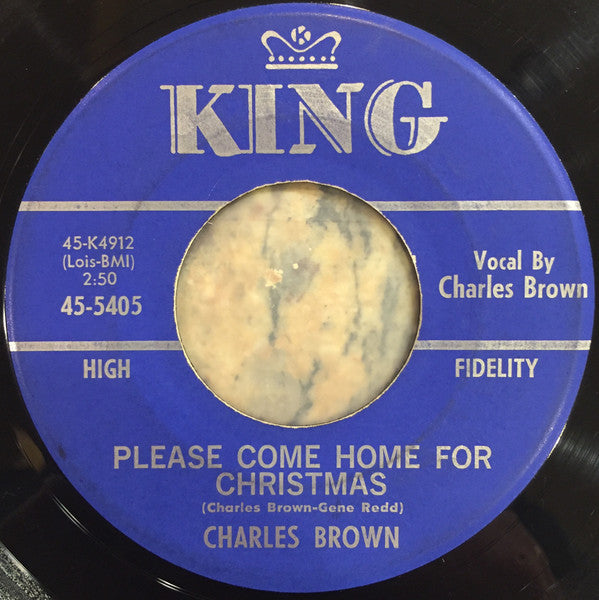 K
KING
45-K4912
(Lois-BMI)
2:50
45-5405
Vocal By
Charles Brown
HIGH
FIDELITY
PLEASE COME HOME FOR
CHRISTMAS
(Charles Brown-Gene Redd)
CHARLES BROWN